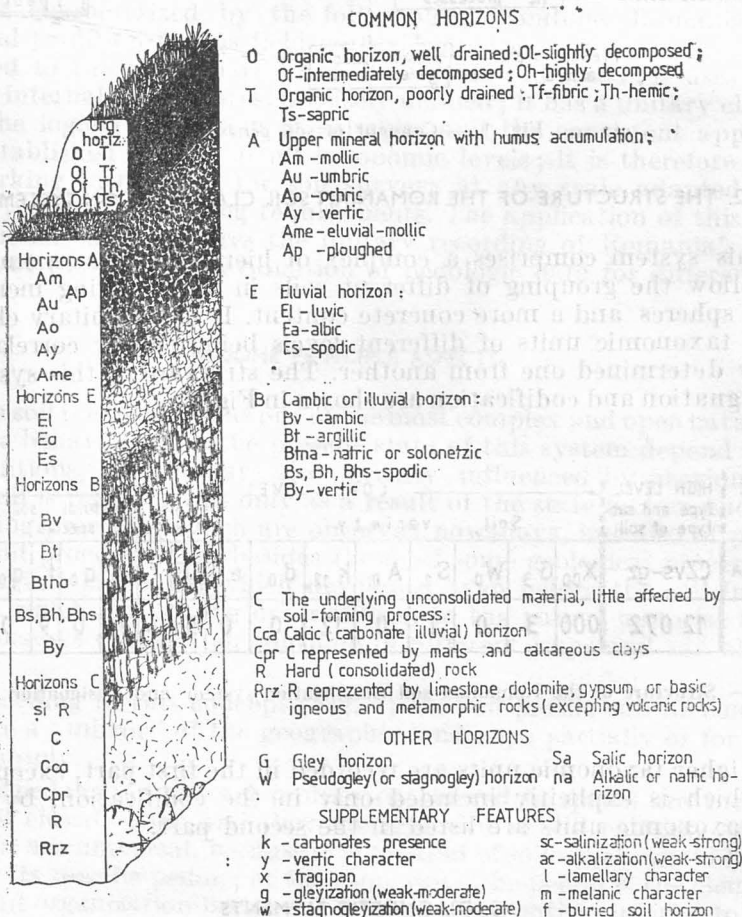 COMMON HORIZONS
O Organic horizon, well drained: Ol-slightly decomposed;
Of-intermediately decomposed; Oh-highly decomposed
T Organic horizon, poorly drained; Tf-fibric; Th-hemic;
Ts-sapric
A Upper mineral horizon with humus accumulation;
Am -mollic
Au -umbric
Ao -ochric
Ay -vertic
Ame -eluvial-mollic
Ap -ploughed
E Eluvial horizon:
El -luvic
Ea -albic
Es -spodic
B Cambic or illuvial horizon:
Bv -cambic
Bt -argillic
Btna -natric or solonetzic
Bs, Bh, Bhs -spodic
By -vertic
C The underlying unconsolidated material, little affected by
soil-forming process;
Cca Calcic (carbonate illuvial) horizon
Cpr C represented by marls and calcareous clays
R Hard (consolidated) rock
Rrz R reprezented by limestone, dolomite, gypsum or basic
igneous and metamorphic rocks (excepting volcanic rocks)
OTHER HORIZONS
G Gley horizon
W Pseudogley (or stagnogley) horizon
Sa Salic horizon
Na Alkalic or natric ho-
rizon
SUPPLEMENTARY FEATURES
k -carbonates presence
y -vertic character
x -fragipan
g -gleyization (weak-moderate)
w -stagnogleyization (weak-moderate)
sc-salinization (weak-strong)
ac-alkalization (weak-strong)
l -lamellary character
m -melanic character
b -buried soil horizon
Org.
horiz.
O T
Ol Tf
Of Th
Oh Ts
Horizons A
Am
Ap
Au
Ao
Ay
Ame
Horizons E
El
Ea
Es
Horizons B
Bv
Bt
Btna
Bs, Bh, Bhs
By
Horizons C
si R
C
Cca
Cpr
R
Rrz